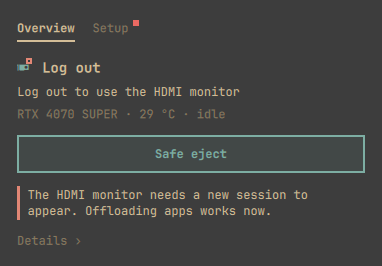 Overview Setup
Log out
Log out to use the HDMI monitor
RTX 4070 SUPER · 29 °C · idle
Safe eject
The HDMI monitor needs a new session to
appear. Offloading apps works now.
Details ›